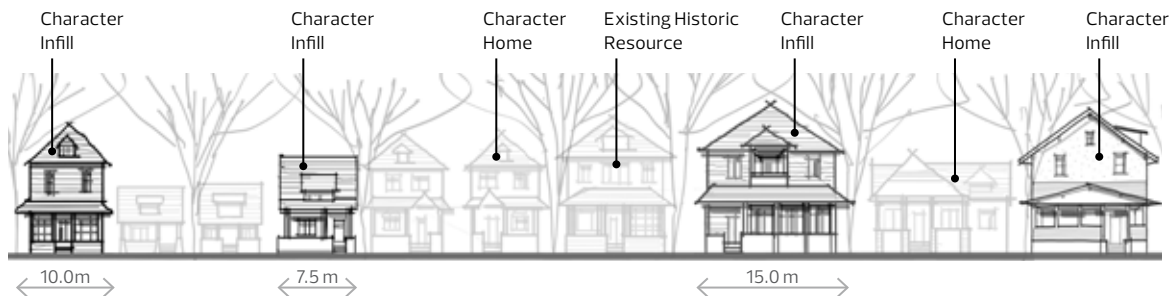 Character
Infill
Character
Infill
Character
Home
Existing Historic
Resource
Character
Infill
Character
Home
Character
Infill
10.0m
7.5 m
15.0 m